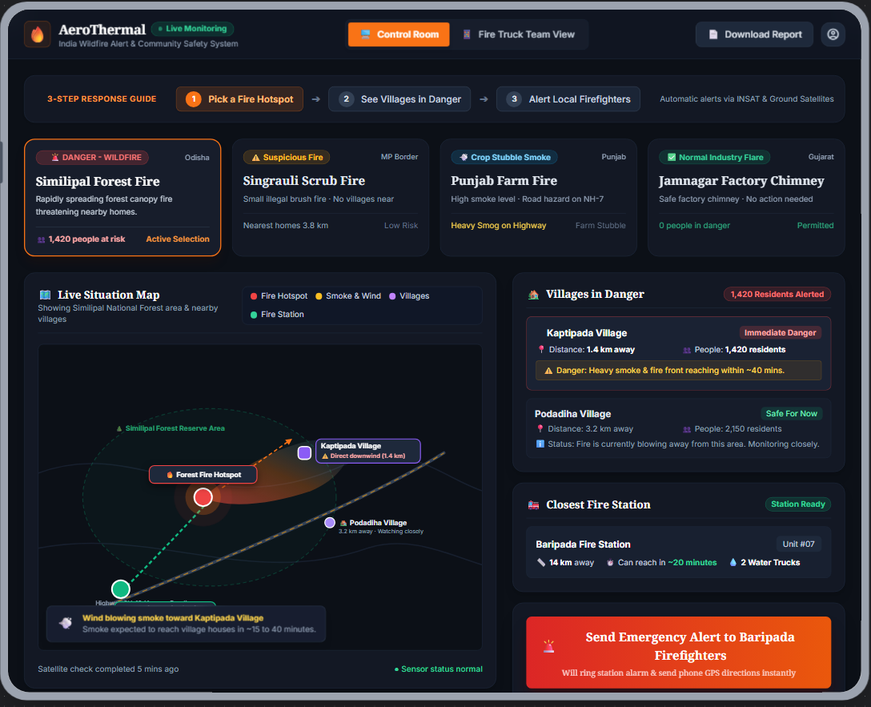 AeroThermal
Live Monitoring
India Wildfire Alert & Community Safety System
Control Room
Fire Truck Team View
Download Report
3-STEP RESPONSE GUIDE
1 Pick a Fire Hotspot
2 See Villages in Danger
3 Alert Local Firefighters
Automatic alerts via INSAT & Ground Satellites
DANGER - WILDFIRE
Odisha
Similipal Forest Fire
Rapidly spreading forest canopy fire
threatening nearby homes.
1,420 people at risk
Active Selection
Suspicious Fire
MP Border
Singrauli Scrub Fire
Small illegal brush fire · No villages near
Nearest homes 3.8 km
Low Risk
Crop Stubble Smoke
Punjab
Punjab Farm Fire
High smoke level · Road hazard on NH-7
Heavy Smog on Highway
Farm Stubble
Normal Industry Flare
Gujarat
Jamnagar Factory Chimney
Safe factory chimney · No action needed
0 people in danger
Permitted
Live Situation Map
Showing Similipal National Forest area & nearby
villages
Fire Hotspot
Smoke & Wind
Villages
Fire Station
Similipal Forest Reserve Area
Kaptipada Village
Direct downwind (1.4 km)
Forest Fire Hotspot
Podadiha Village
3.2 km away · Watching closely
Wind blowing smoke toward Kaptipada Village
Smoke expected to reach village houses in ~15 to 40 minutes.
Satellite check completed 5 mins ago
Sensor status normal
Villages in Danger
1,420 Residents Alerted
Kaptipada Village
Immediate Danger
Distance: 1.4 km away
People: 1,420 residents
Danger: Heavy smoke & fire front reaching within ~40 mins.
Podadiha Village
Safe For Now
Distance: 3.2 km away
People: 2,150 residents
Status: Fire is currently blowing away from this area. Monitoring closely.
Closest Fire Station
Station Ready
Baripada Fire Station
Unit #07
14 km away
Can reach in ~20 minutes
2 Water Trucks
Send Emergency Alert to Baripada
Firefighters
Will ring station alarm & send phone GPS directions instantly